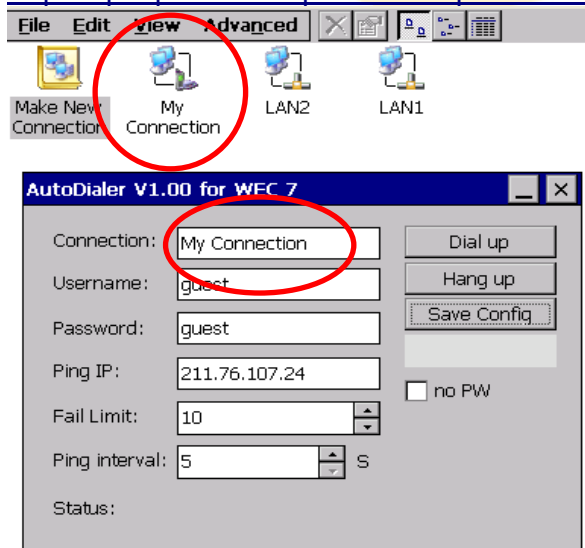 File Edit View Advanced
Make New Connection
My Connection
LAN2
LAN1
AutoDialer V1.00 for WEC 7
Connection: My Connection Dial up
Username: guest Hang up
Password: guest Save Config
Ping IP: 211.76.107.24
no PW
Fail Limit: 10
Ping interval: 5 S
Status: